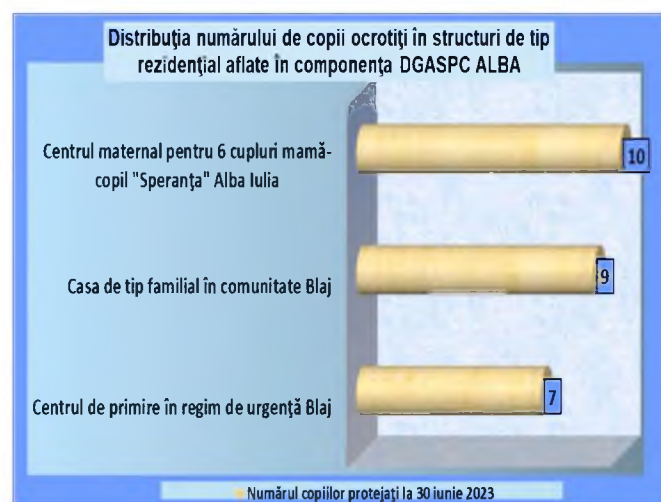 Distribuţia numărului de copii ocrotiţi în structuri de tip
rezidenţial aflate în componenţa DGASPC ALBA
Centrul maternal pentru 6 cupluri mamă-
copil "Speranţa" Alba Iulia
10
Casa de tip familial în comunitate Blaj
9
Centrul de primire în regim de urgenţă Blaj
7
Numărul copiilor protejaţi la 30 iunie 2023